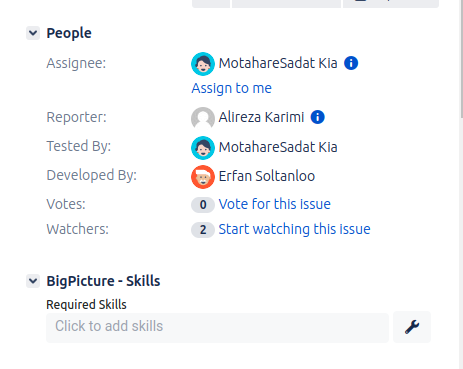 People
Assignee: MotahareSadat Kia
Assign to me
Reporter: Alireza Karimi
Tested By: MotahareSadat Kia
Developed By: Erfan Soltanloo
Votes: 0 Vote for this issue
Watchers: 2 Start watching this issue
BigPicture - Skills
Required Skills
Click to add skills